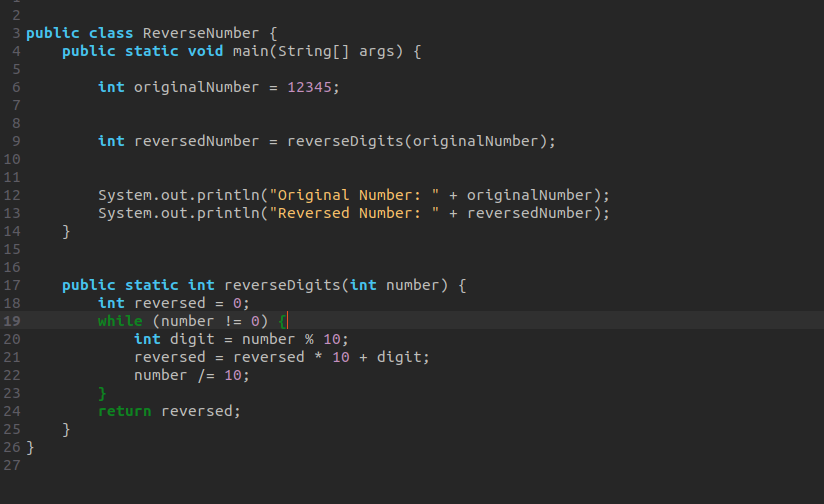 1
2
3 public class ReverseNumber {
4     public static void main(String[] args) {
5
6         int originalNumber = 12345;
7
8
9         int reversedNumber = reverseDigits(originalNumber);
10
11
12         System.out.println("Original Number: " + originalNumber);
13         System.out.println("Reversed Number: " + reversedNumber);
14     }
15
16
17     public static int reverseDigits(int number) {
18         int reversed = 0;
19         while (number != 0) {
20             int digit = number % 10;
21             reversed = reversed * 10 + digit;
22             number /= 10;
23         }
24         return reversed;
25     }
26 }
27